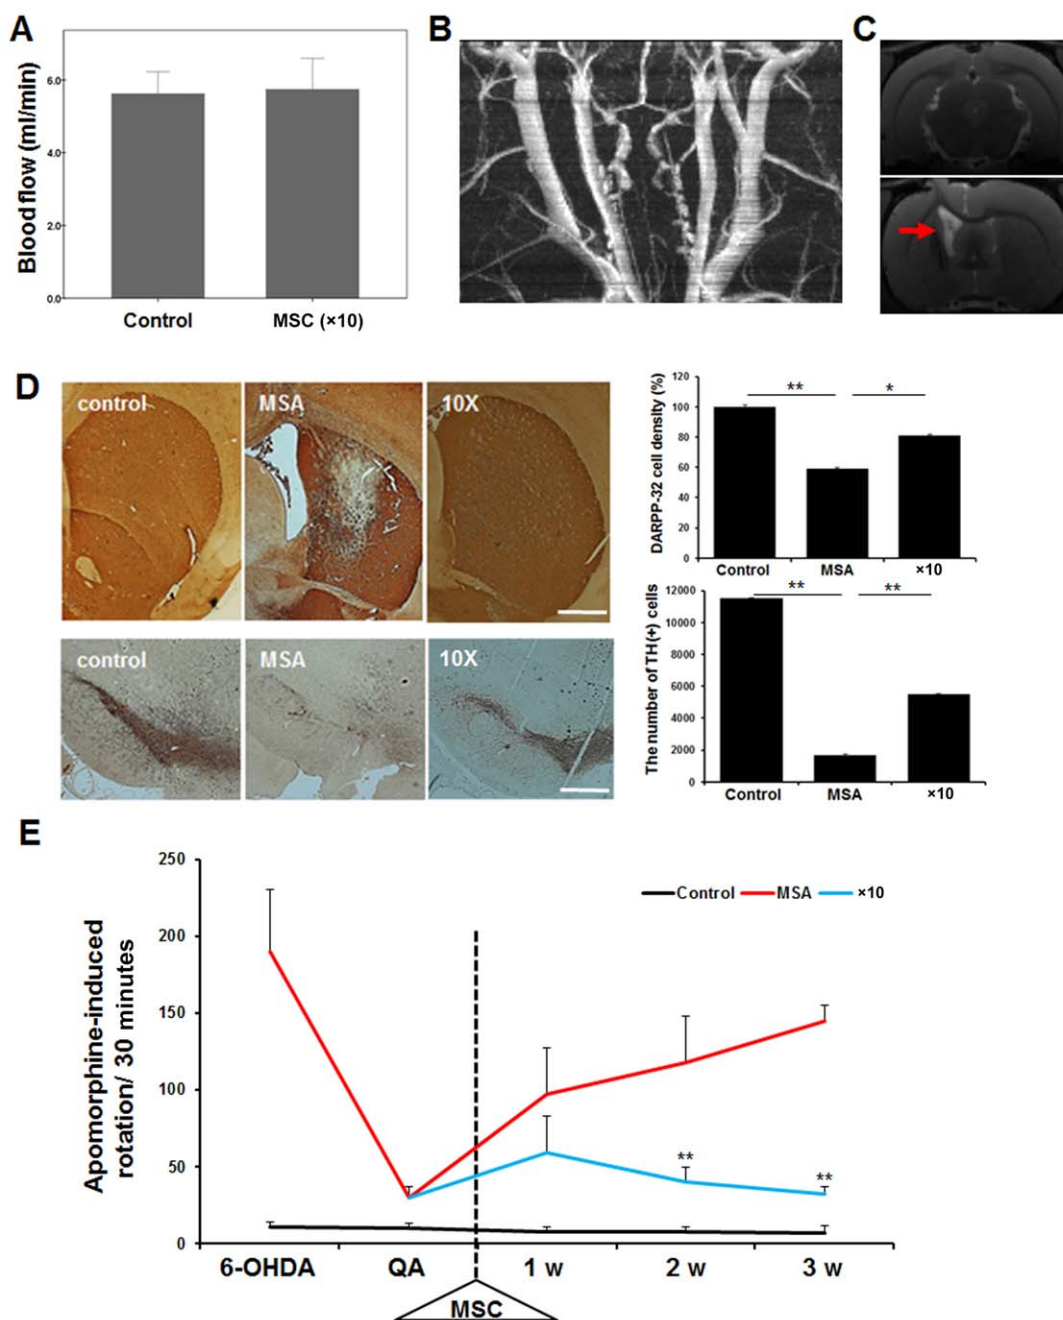 A
Blood flow (ml/min)
6.0
4.0
2.0
0.0
Control
MSC (×10)
B
C
D
control
MSA
10X
control
MSA
10X
DARPP-32 cell density (%)
120
100
80
60
40
20
0
**
*
Control
MSA
×10
The number of TH(+) cells
12000
10000
8000
6000
4000
2000
0
**
**
Control
MSA
×10
E
Apomorphine-induced
rotation/ 30 minutes
250
200
150
100
50
0
Control
MSA
×10
**
**
6-OHDA
QA
1 w
2 w
3 w
MSC